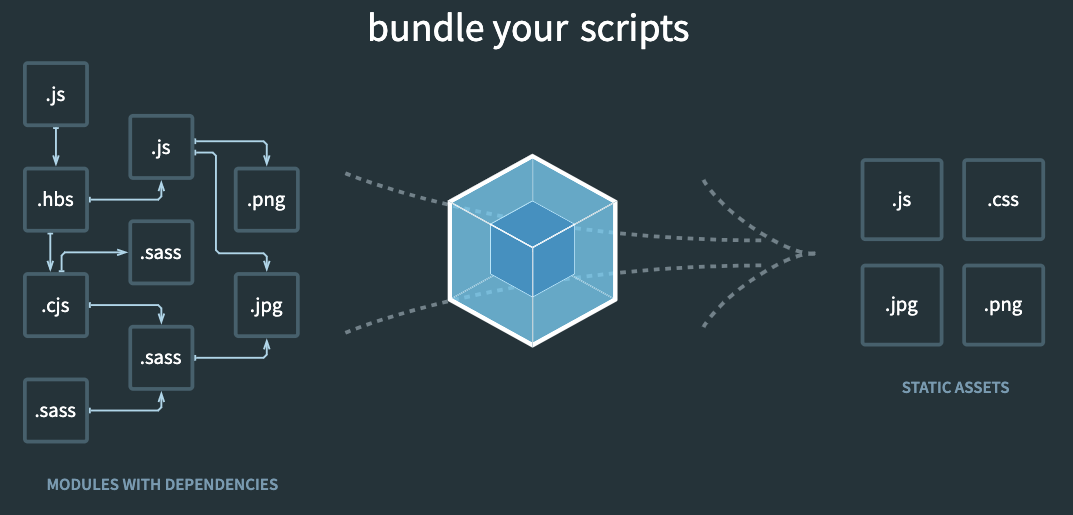 bundle your scripts
.js
.js
.hbs
.png
.sass
.cjs
.jpg
.sass
.sass
MODULES WITH DEPENDENCIES
.js
.css
.jpg
.png
STATIC ASSETS